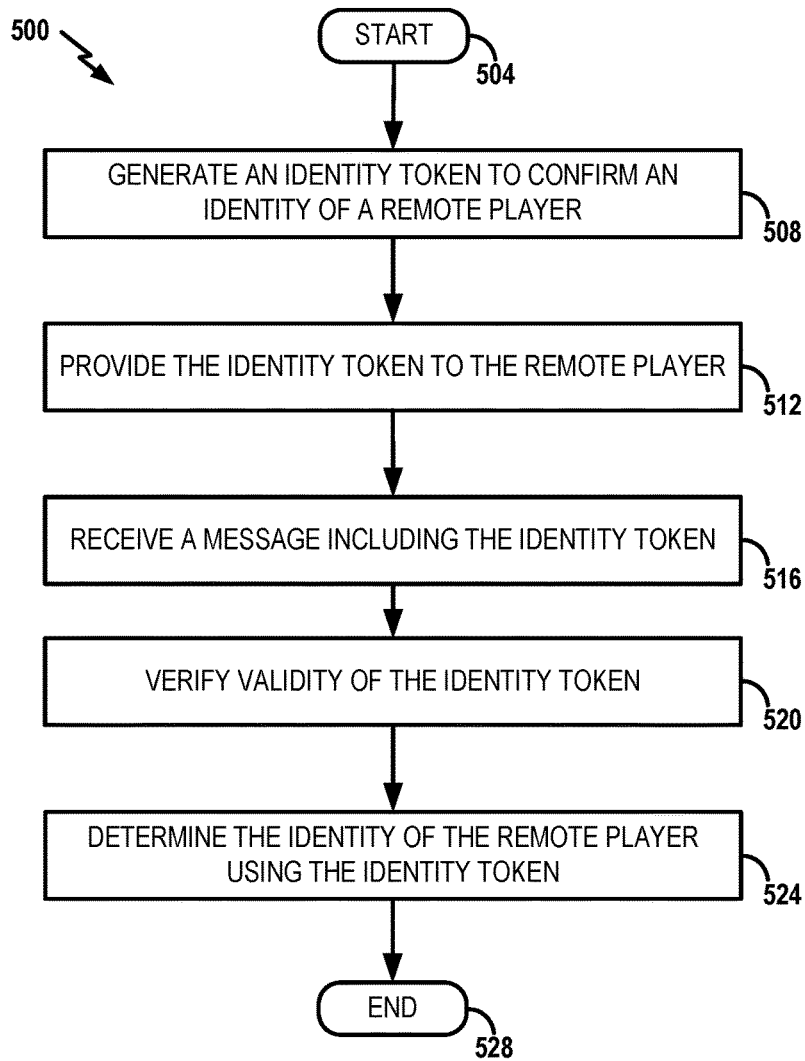 500
START
504
GENERATE AN IDENTITY TOKEN TO CONFIRM AN
IDENTITY OF A REMOTE PLAYER
508
PROVIDE THE IDENTITY TOKEN TO THE REMOTE PLAYER
512
RECEIVE A MESSAGE INCLUDING THE IDENTITY TOKEN
516
VERIFY VALIDITY OF THE IDENTITY TOKEN
520
DETERMINE THE IDENTITY OF THE REMOTE PLAYER
USING THE IDENTITY TOKEN
524
END
528